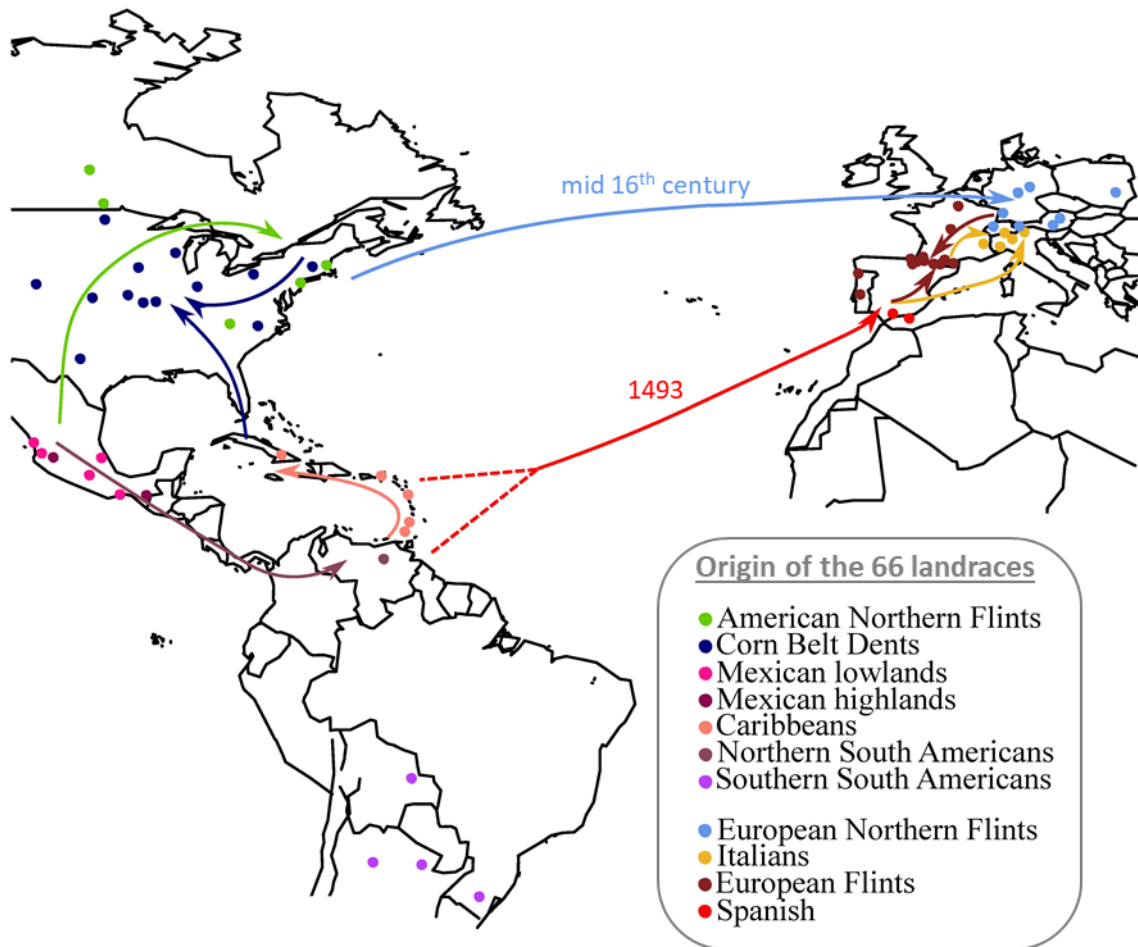 mid 16th century
1493
Origin of the 66 landraces
American Northern Flints
Corn Belt Dents
Mexican lowlands
Mexican highlands
Caribbeans
Northern South Americans
Southern South Americans
European Northern Flints
Italians
European Flints
Spanish